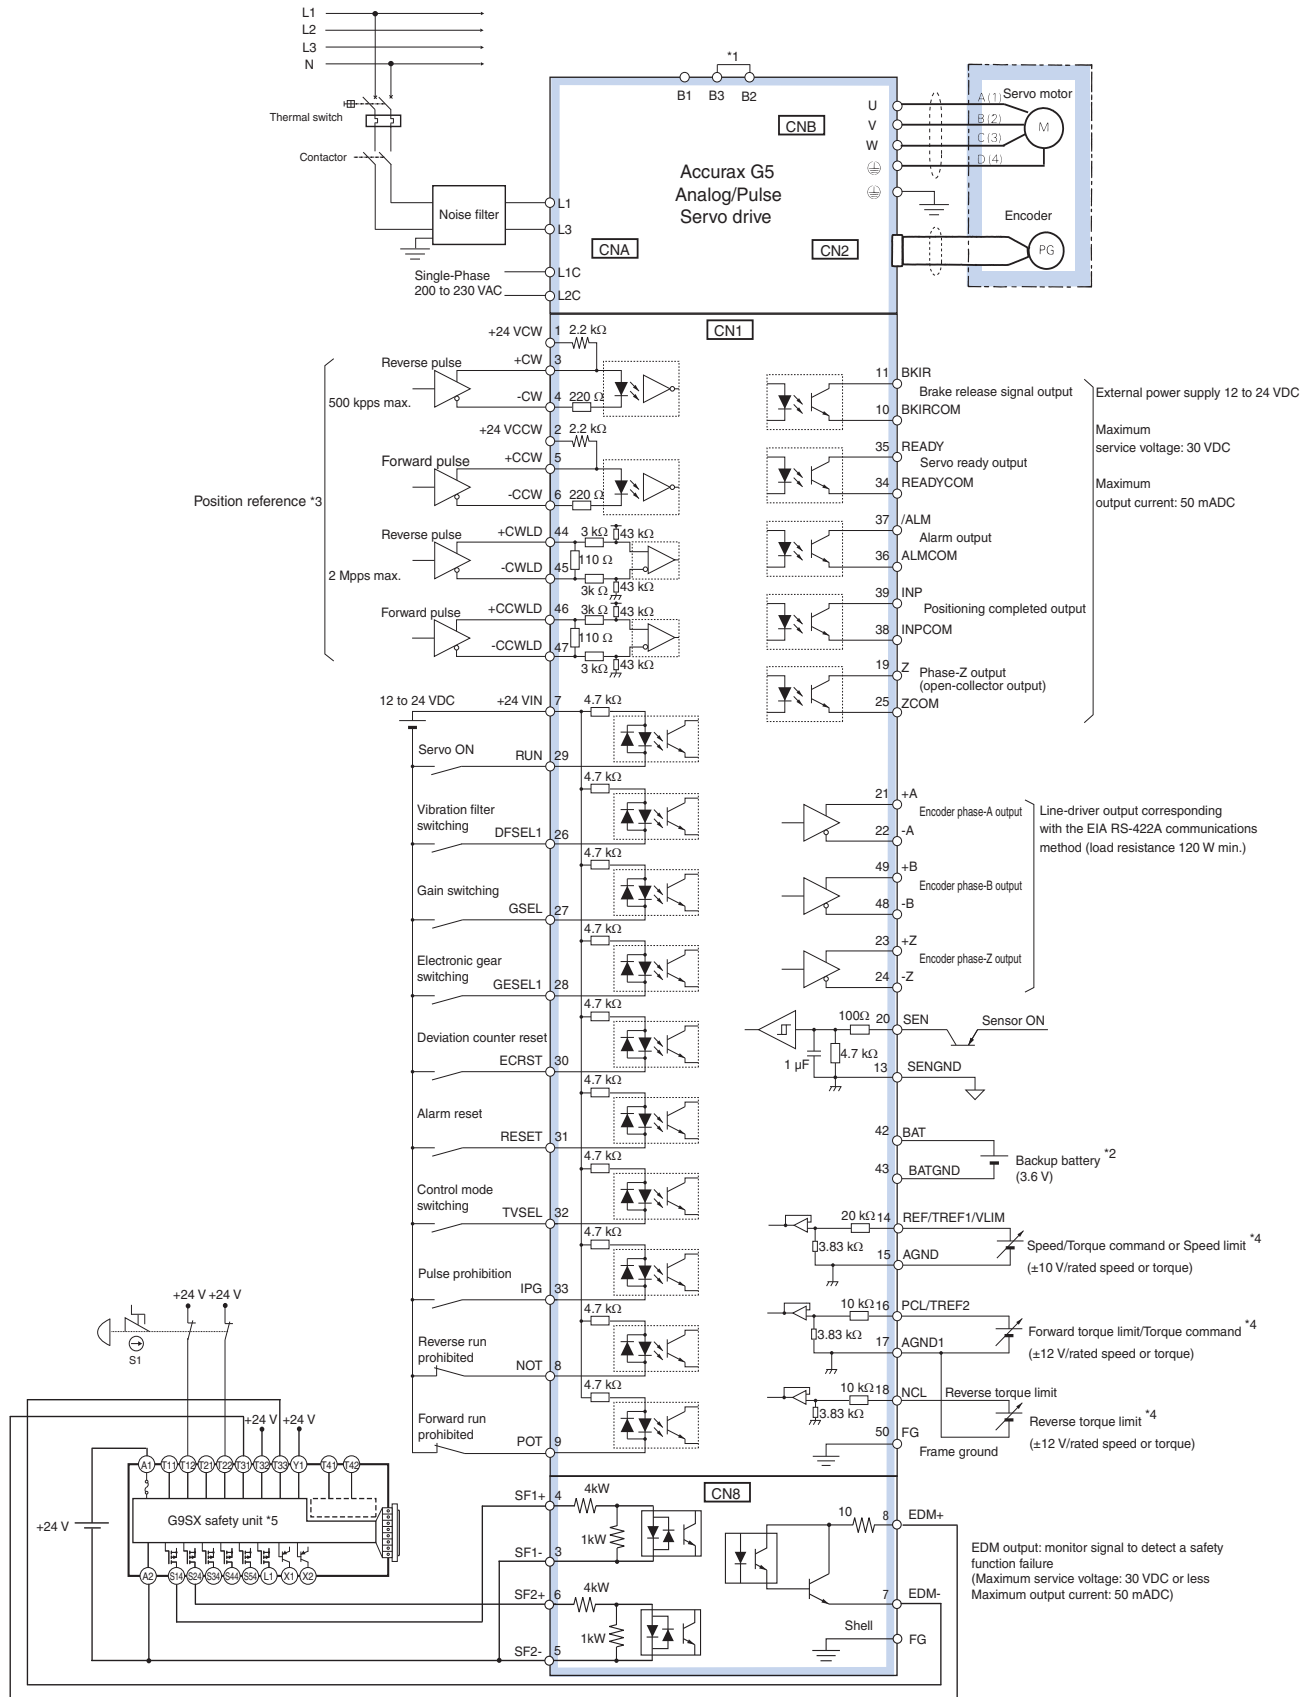 L1
L2
L3
N
Thermal switch
Contactor
Noise filter
L1
L3
Single-Phase
200 to 230 VAC
L1C
L2C
*1
B1 B3 B2
CNB
Accurax G5
Analog/Pulse
Servo drive
CNA
CN2
U
V
W
Servo motor
A (1)
B (2)
C (3)
D (4)
M
Encoder
PG
CN1
Position reference *3
500 kpps max.
2 Mpps max.
+24 VCW 1 2.2 kΩ
Reverse pulse
+CW 3
-CW 4 220 Ω
+24 VCCW 2 2.2 kΩ
Forward pulse
+CCW 5
-CCW 6 220 Ω
Reverse pulse
+CWLD 44 3 kΩ 43 kΩ
110 Ω
-CWLD 45
3k Ω 43 kΩ
Forward pulse
+CCWLD 46 3k Ω 43 kΩ
110 Ω
-CCWLD 47
3 kΩ 43 kΩ
12 to 24 VDC
+24 VIN 7 4.7 kΩ
Servo ON
RUN 29
4.7 kΩ
Vibration filter
switching
DFSEL1 26
4.7 kΩ
Gain switching
GSEL 27
4.7 kΩ
Electronic gear
switching
GESEL1 28
4.7 kΩ
Deviation counter reset
ECRST 30
4.7 kΩ
Alarm reset
RESET 31
4.7 kΩ
Control mode
switching
TVSEL 32
4.7 kΩ
Pulse prohibition
IPG 33
4.7 kΩ
Reverse run
prohibited
NOT 8
4.7 kΩ
Forward run
prohibited
POT 9
11 BKIR
Brake release signal output
10 BKIRCOM
35 READY
Servo ready output
34 READYCOM
37 /ALM
Alarm output
36 ALMCOM
39 INP
Positioning completed output
38 INPCOM
19 Z
Phase-Z output
(open-collector output)
25 ZCOM
External power supply 12 to 24 VDC
Maximum
service voltage: 30 VDC
Maximum
output current: 50 mADC
21 +A
Encoder phase-A output
22 -A
49 +B
Encoder phase-B output
48 -B
23 +Z
Encoder phase-Z output
24 -Z
Line-driver output corresponding
with the EIA RS-422A communications
method (load resistance 120 W min.)
100Ω 20 SEN
Sensor ON
1 µF
4.7 kΩ
13 SENGND
42 BAT
43 BATGND
Backup battery *2
(3.6 V)
20 kΩ 14 REF/TREF1/VLIM
3.83 kΩ
15 AGND
Speed/Torque command or Speed limit *4
(±10 V/rated speed or torque)
10 kΩ 16 PCL/TREF2
3.83 kΩ
17 AGND1
Forward torque limit/Torque command *4
(±12 V/rated speed or torque)
10 kΩ 18 NCL
Reverse torque limit
3.83 kΩ
Reverse torque limit *4
(±12 V/rated speed or torque)
50 FG
Frame ground
+24 V +24 V
S1
+24 V +24 V
A1 T11 T12 T21 T22 T31 T32 T33 Y1 T41 T42
+24 V
G9SX safety unit *5
A2 S14 S24 S34 S44 S54 L1 X1 X2
CN8
SF1+ 4 4kW
1kW
SF1- 3
SF2+ 6 4kW
1kW
SF2- 5
10 8 EDM+
7 EDM-
Shell
FG
EDM output: monitor signal to detect a safety
function failure
(Maximum service voltage: 30 VDC or less
Maximum output current: 50 mADC)